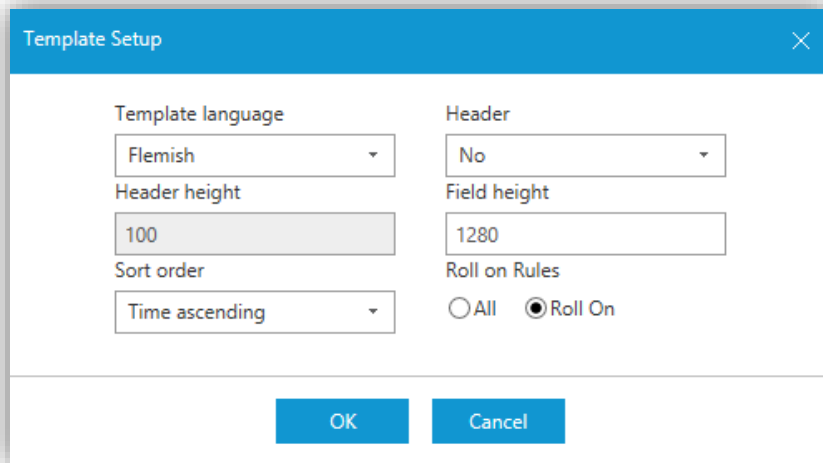 Template Setup
Template language
Header
Flemish
No
Header height
Field height
100
1280
Sort order
Roll on Rules
Time ascending
All
Roll On
OK
Cancel